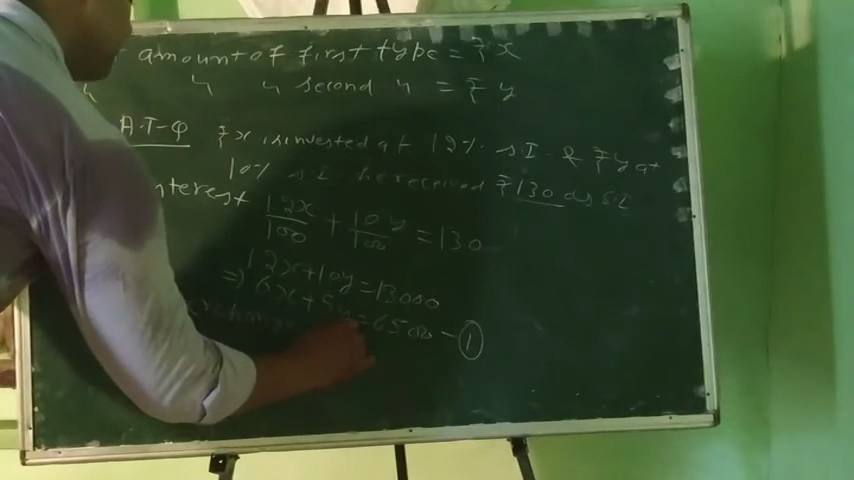 amount of first type = ₹ x
〃 〃 second 〃 = ₹ y
A.T-Q ₹x is invested at 12% S.I. & ₹y at
10% S.I. he received ₹130 as S.I
interest
12x/100 + 10y/100 = 130
12x+10y=13000
⇒ 6x+5y=6500 - ①